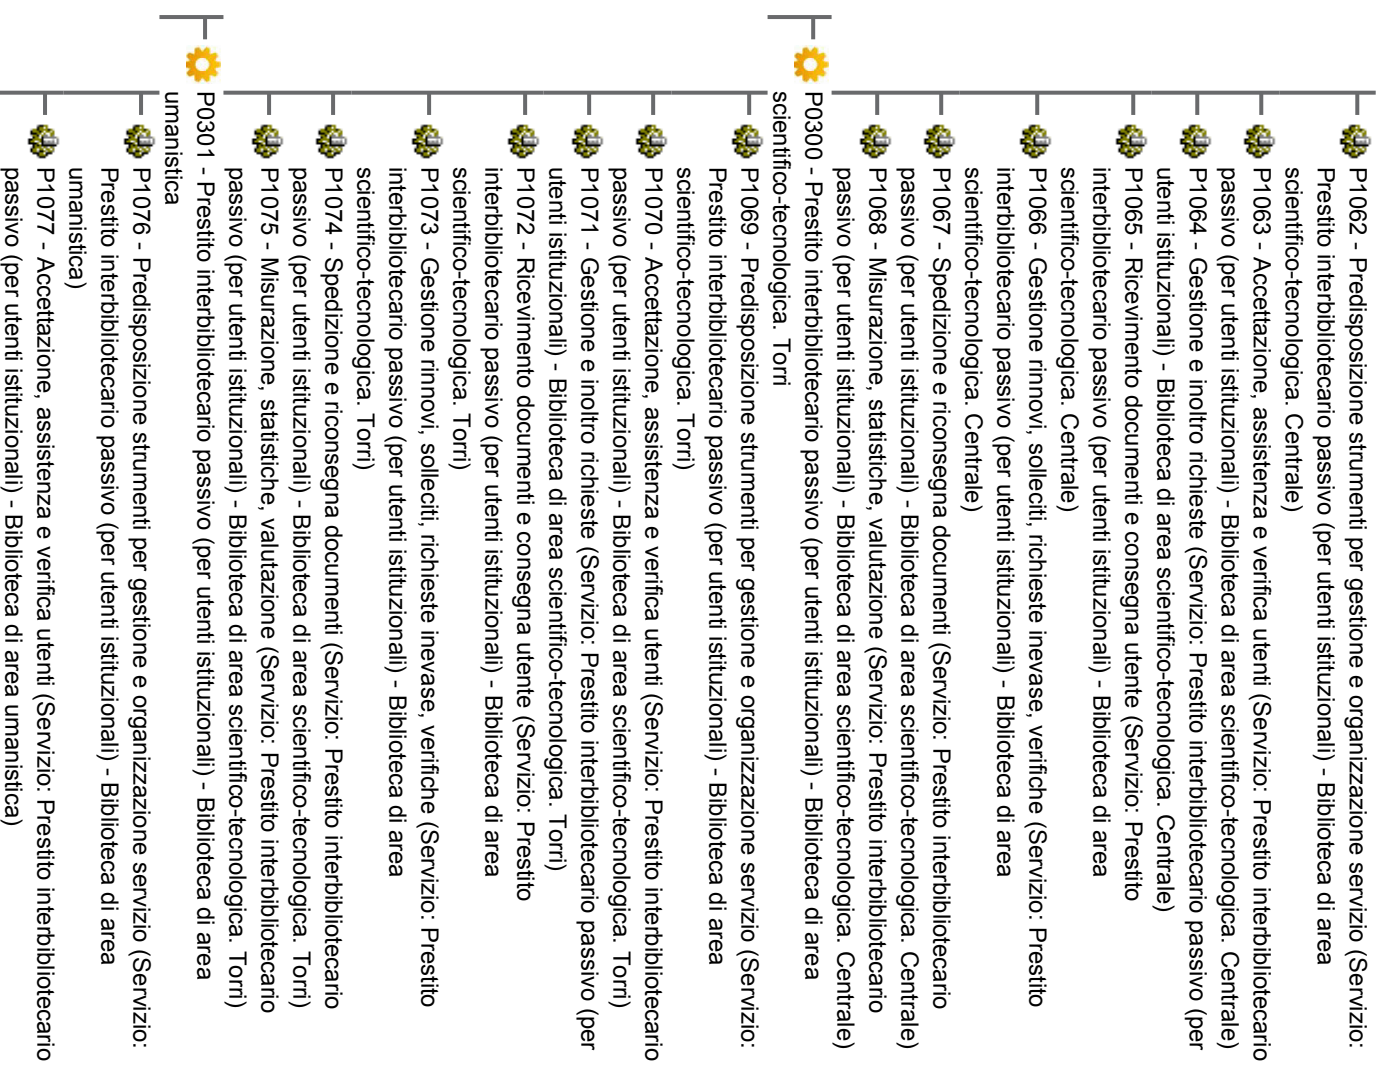 P1062 - Predisposizione strumenti per gestione e organizzazione servizio (Servizio:
Prestito interbibliotecario passivo (per utenti istituzionali) - Biblioteca di area
scientifico-tecnologica. Centrale)
P1063 - Accettazione, assistenza e verifica utenti (Servizio: Prestito interbibliotecario
passivo (per utenti istituzionali) - Biblioteca di area scientifico-tecnologica. Centrale)
P1064 - Gestione e inoltro richieste (Servizio: Prestito interbibliotecario passivo (per
utenti istituzionali) - Biblioteca di area scientifico-tecnologica. Centrale)
P1065 - Ricevimento documenti e consegna utente (Servizio: Prestito
interbibliotecario passivo (per utenti istituzionali) - Biblioteca di area
scientifico-tecnologica. Centrale)
P1066 - Gestione rinnovi, solleciti, richieste inevase, verifiche (Servizio: Prestito
interbibliotecario passivo (per utenti istituzionali) - Biblioteca di area
scientifico-tecnologica. Centrale)
P1067 - Spedizione e riconsegna documenti (Servizio: Prestito interbibliotecario
passivo (per utenti istituzionali) - Biblioteca di area scientifico-tecnologica. Centrale)
P1068 - Misurazione, statistiche, valutazione (Servizio: Prestito interbibliotecario
passivo (per utenti istituzionali) - Biblioteca di area scientifico-tecnologica. Centrale)
P0300 - Prestito interbibliotecario passivo (per utenti istituzionali) - Biblioteca di area
scientifico-tecnologica. Torri
P1069 - Predisposizione strumenti per gestione e organizzazione servizio (Servizio:
Prestito interbibliotecario passivo (per utenti istituzionali) - Biblioteca di area
scientifico-tecnologica. Torri)
P1070 - Accettazione, assistenza e verifica utenti (Servizio: Prestito interbibliotecario
passivo (per utenti istituzionali) - Biblioteca di area scientifico-tecnologica. Torri)
P1071 - Gestione e inoltro richieste (Servizio: Prestito interbibliotecario passivo (per
utenti istituzionali) - Biblioteca di area scientifico-tecnologica. Torri)
P1072 - Ricevimento documenti e consegna utente (Servizio: Prestito
interbibliotecario passivo (per utenti istituzionali) - Biblioteca di area
scientifico-tecnologica. Torri)
P1073 - Gestione rinnovi, solleciti, richieste inevase, verifiche (Servizio: Prestito
interbibliotecario passivo (per utenti istituzionali) - Biblioteca di area
scientifico-tecnologica. Torri)
P1074 - Spedizione e riconsegna documenti (Servizio: Prestito interbibliotecario
passivo (per utenti istituzionali) - Biblioteca di area scientifico-tecnologica. Torri)
P1075 - Misurazione, statistiche, valutazione (Servizio: Prestito interbibliotecario
passivo (per utenti istituzionali) - Biblioteca di area scientifico-tecnologica. Torri)
P0301 - Prestito interbibliotecario passivo (per utenti istituzionali) - Biblioteca di area
umanistica
P1076 - Predisposizione strumenti per gestione e organizzazione servizio (Servizio:
Prestito interbibliotecario passivo (per utenti istituzionali) - Biblioteca di area
umanistica)
P1077 - Accettazione, assistenza e verifica utenti (Servizio: Prestito interbibliotecario
passivo (per utenti istituzionali) - Biblioteca di area umanistica)